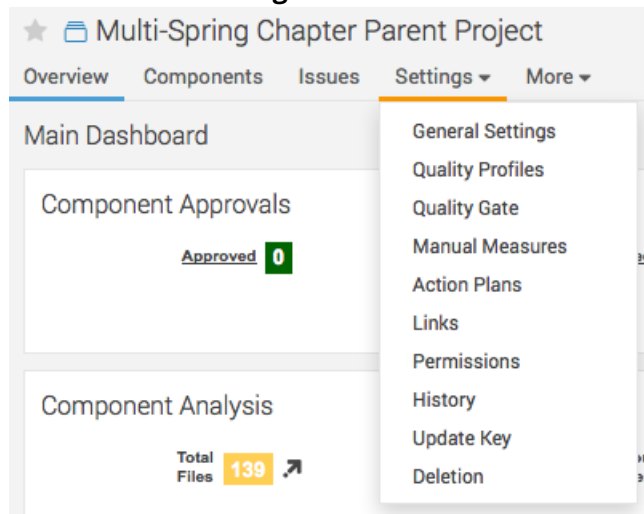 Multi-Spring Chapter Parent Project
Overview Components Issues Settings More
Main Dashboard
General Settings
Quality Profiles
Quality Gate
Manual Measures
Action Plans
Links
Permissions
History
Update Key
Deletion
Component Approvals
Approved 0
Component Analysis
Total
Files 139